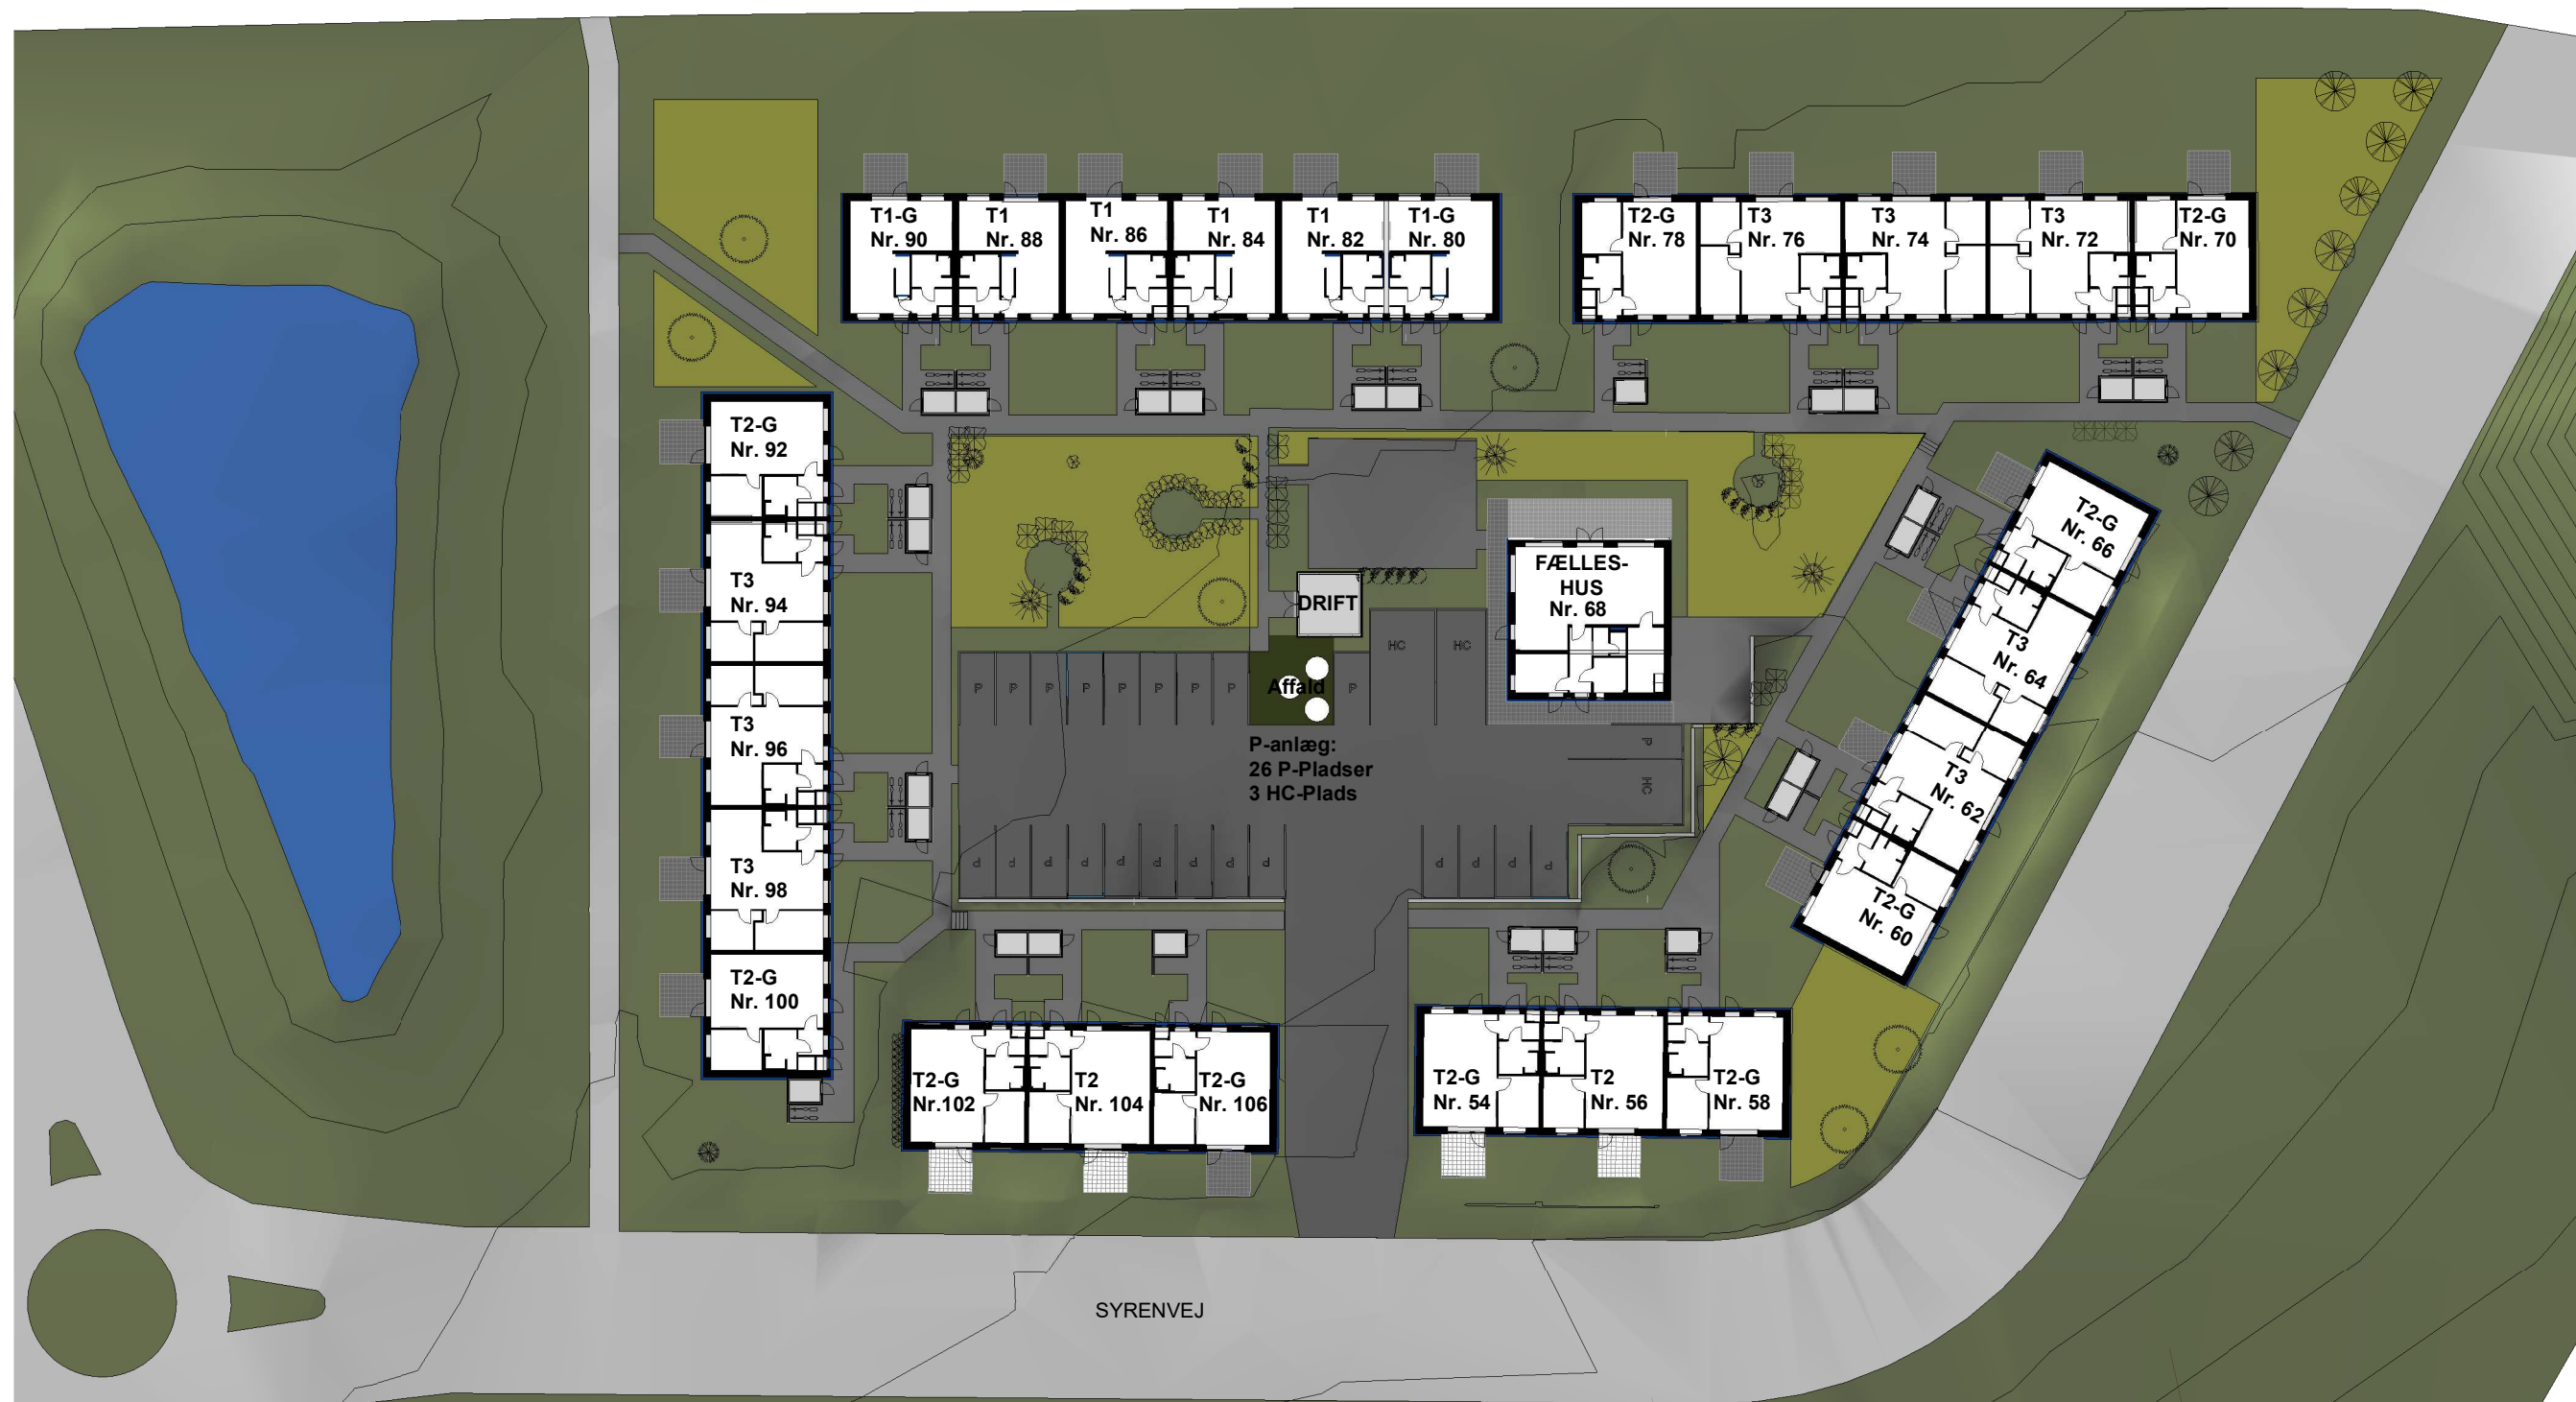 T1-G
Nr. 90
T1
Nr. 88
T1
Nr. 86
T1
Nr. 84
T1
Nr. 82
T1-G
Nr. 80
T2-G
Nr. 78
T3
Nr. 76
T3
Nr. 74
T3
Nr. 72
T2-G
Nr. 70
T2-G
Nr. 92
T3
Nr. 94
T3
Nr. 96
T3
Nr. 98
T2-G
Nr. 100
FÆLLES-
HUS
Nr. 68
DRIFT
HC
HC
P
P
P
P
P
P
P
P
Affald
P
P-anlæg:
26 P-Pladser
3 HC-Plads
P
HC
P
P
P
P
P
P
P
P
P
P
P
P
P
T2-G
Nr. 66
T3
Nr. 64
T3
Nr. 62
T2-G
Nr. 60
T2-G
Nr.102
T2
Nr. 104
T2-G
Nr. 106
T2-G
Nr. 54
T2
Nr. 56
T2-G
Nr. 58
SYRENVEJ